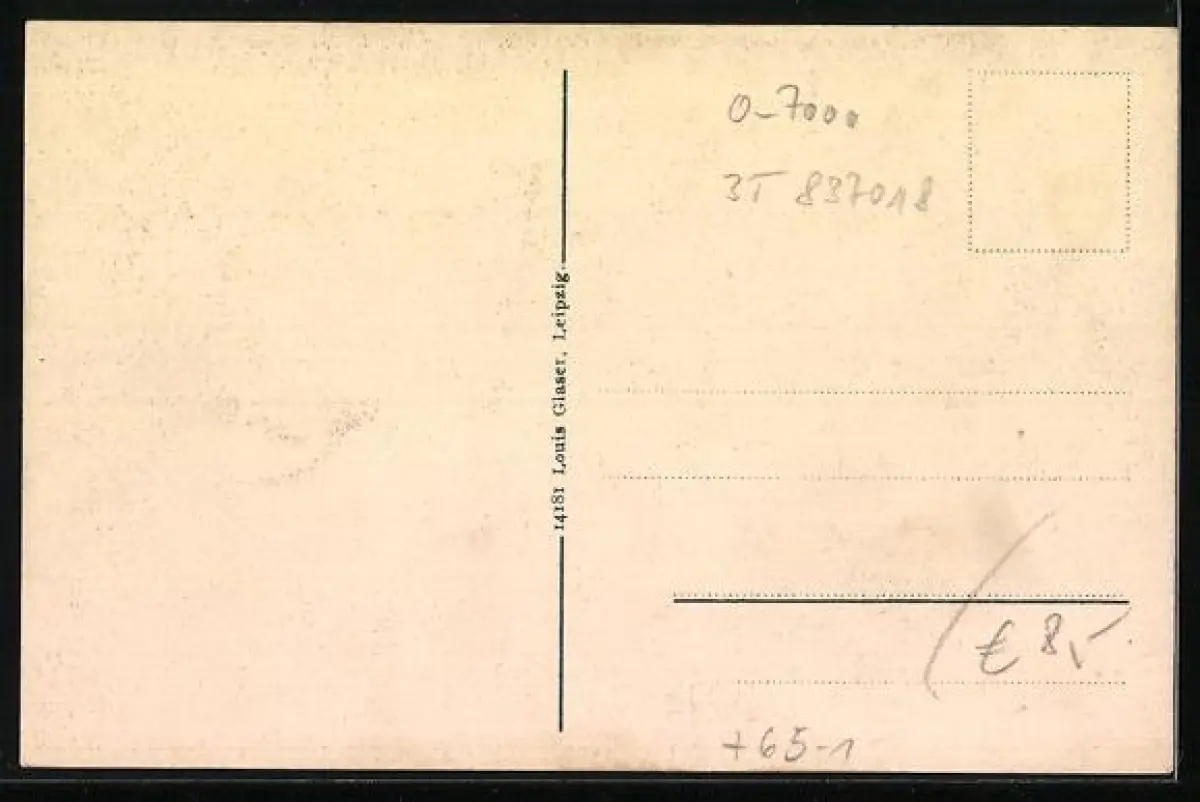 0-7000
3T 837018
14181 Louis Glaser, Leipzig.
€ 8,-
+65-1